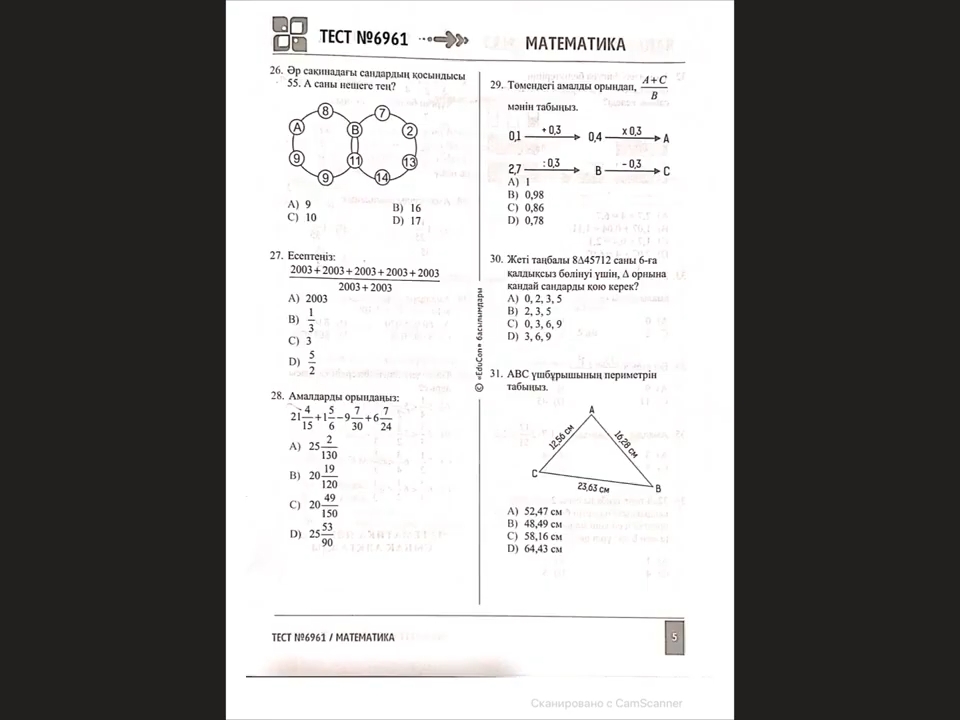 ТЕСТ №6961
МАТЕМАТИКА
26. Әр сақинадағы сандардың қосындысы
55. А саны нешеге тең?
8
7
A
B
2
9
11
13
9
14
A) 9
B) 16
C) 10
D) 17
27. Есептеңіз:
2003 + 2003 + 2003 + 2003 + 2003
2003 + 2003
A) 2003
B) 1/3
C) 3
D) 5/2
28. Амалдарды орындаңыз:
21 4/15 + 1 5/6 − 9 7/30 + 6 7/24
A) 25 2/130
B) 20 19/120
C) 20 49/150
D) 25 53/90
© «EduCon» басылымдары
29. Төмендегі амалды орындап, A + C / B
мәнін табыңыз.
0,1 + 0,3 0,4 x 0,3 A
2,7 : 0,3 B − 0,3 C
A) 1
B) 0,98
C) 0,86
D) 0,78
30. Жеті таңбалы 8Δ45712 саны 6-ға
қалдықсыз бөлінуі үшін, Δ орнына
қандай сандарды қою керек?
A) 0, 2, 3, 5
B) 2, 3, 5
C) 0, 3, 6, 9
D) 3, 6, 9
31. ABC үшбұрышының периметрін
табыңыз.
A
12,56 см
16,28 см
C
23,63 см
B
A) 52,47 см
B) 48,49 см
C) 58,16 см
D) 64,43 см
ТЕСТ №6961 / МАТЕМАТИКА
5
Сканировано с CamScanner